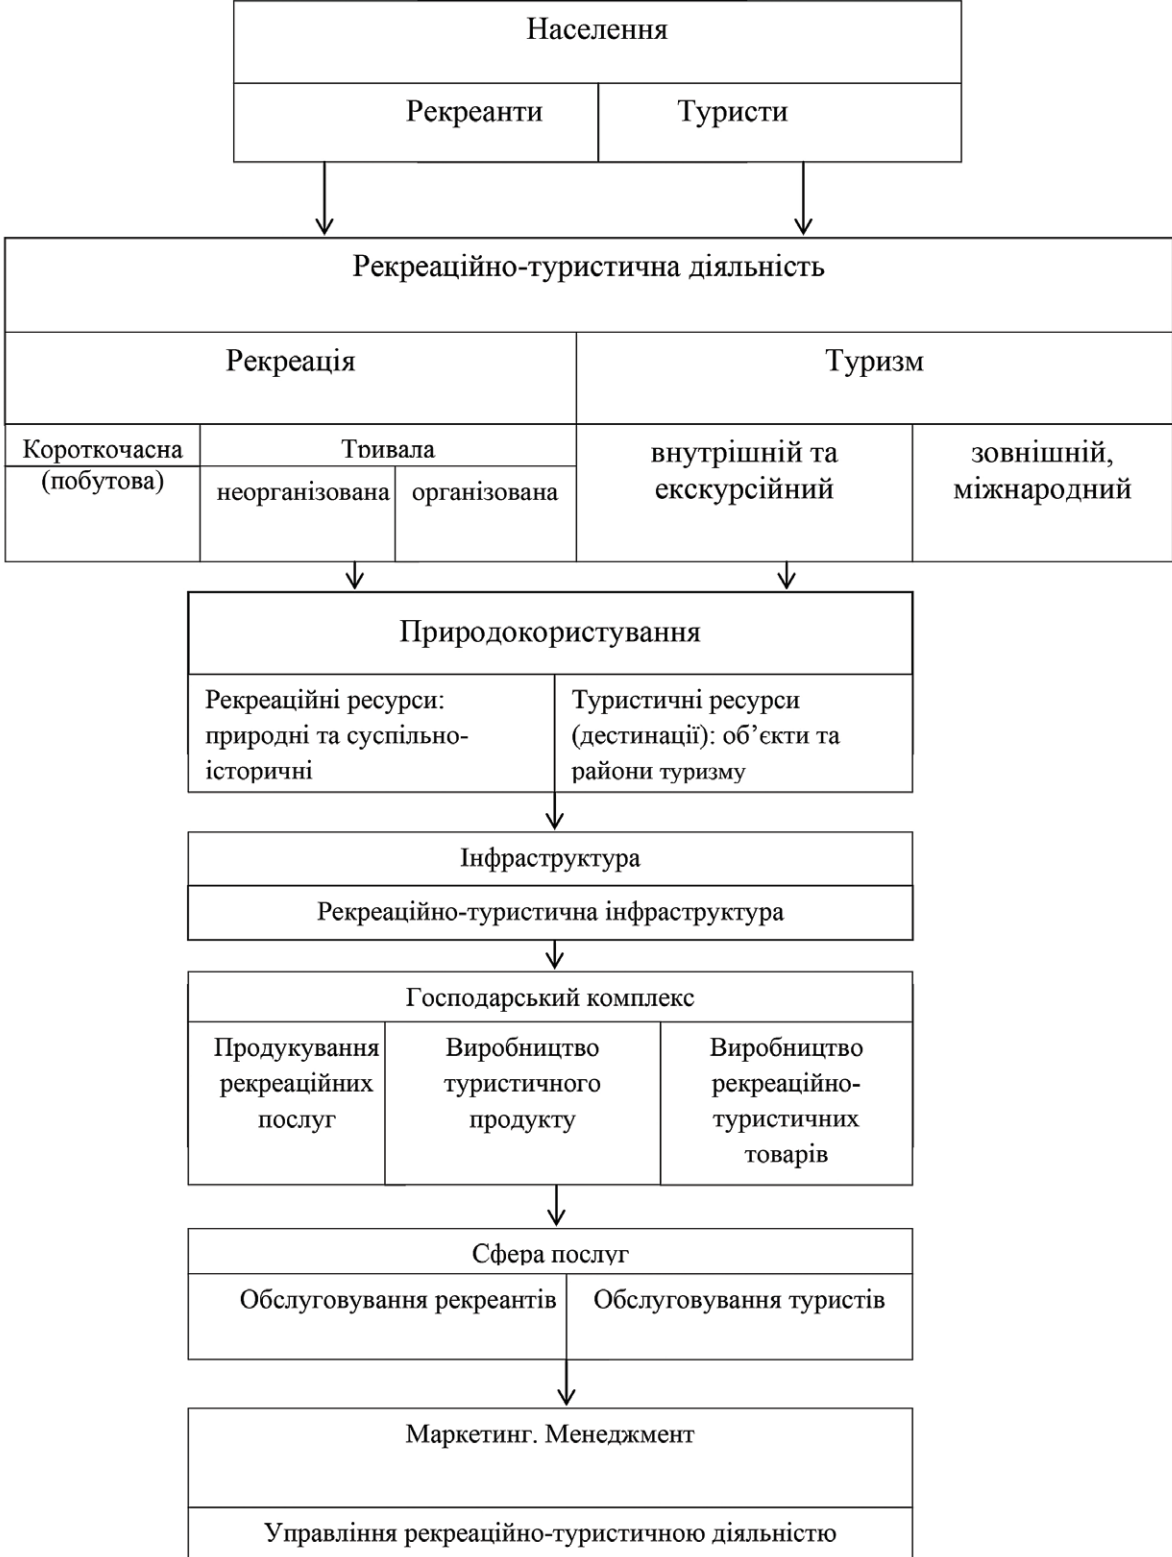 Населення
Рекреанти
Туристи
Рекреаційно-туристична діяльність
Рекреація
Туризм
Короткочасна
(побутова)
Тривала
неорганізована
організована
внутрішній та
екскурсійний
зовнішній,
міжнародний
Природокористування
Рекреаційні ресурси:
природні та суспільно-
історичні
Туристичні ресурси
(дестинації): об’єкти та
райони туризму
Інфраструктура
Рекреаційно-туристична інфраструктура
Господарський комплекс
Продукування
рекреаційних
послуг
Виробництво
туристичного
продукту
Виробництво
рекреаційно-
туристичних
товарів
Сфера послуг
Обслуговування рекреантів
Обслуговування туристів
Маркетинг. Менеджмент
Управління рекреаційно-туристичною діяльністю